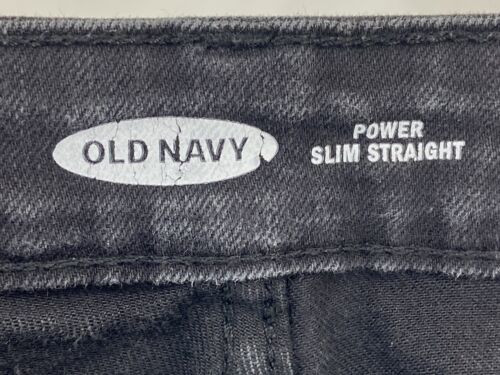 OLD NAVY
POWER
SLIM STRAIGHT